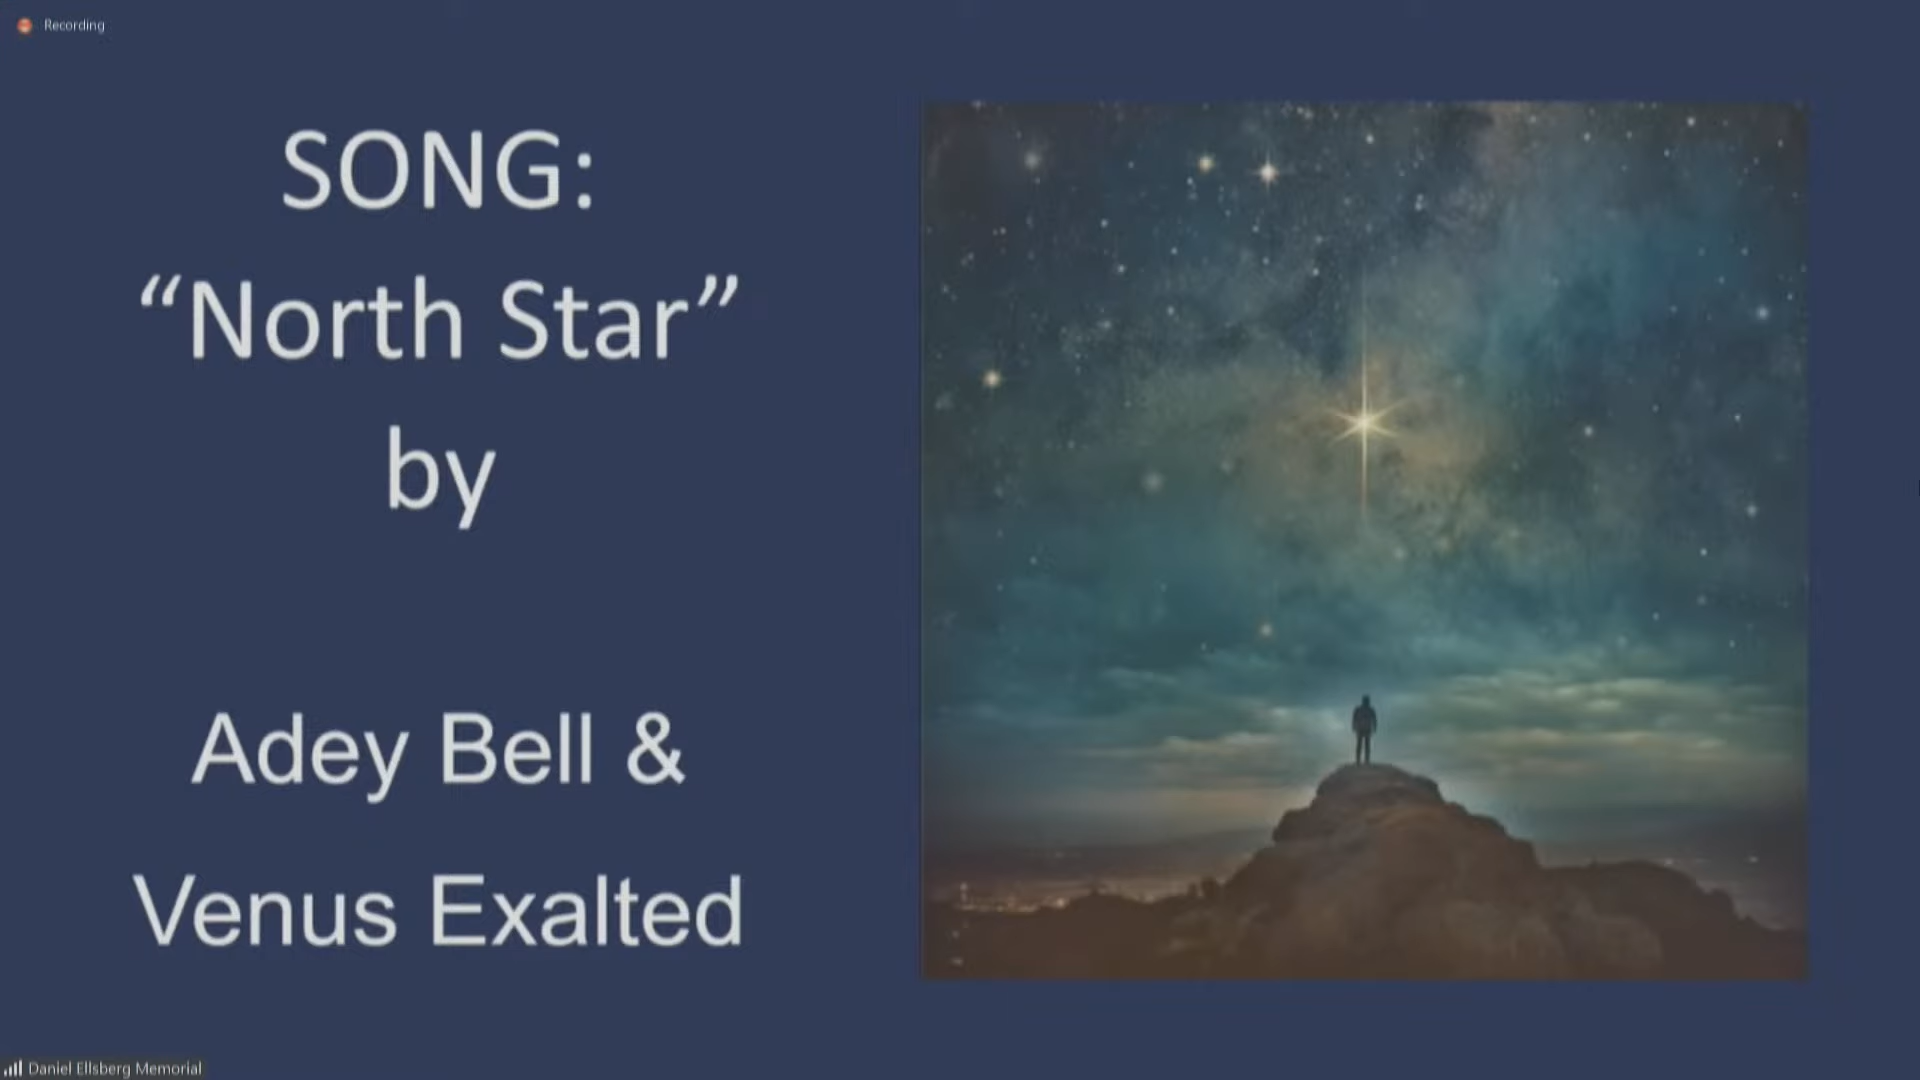 Recording
SONG:
“North Star”
by
Adey Bell &
Venus Exalted
Daniel Ellsberg Memorial